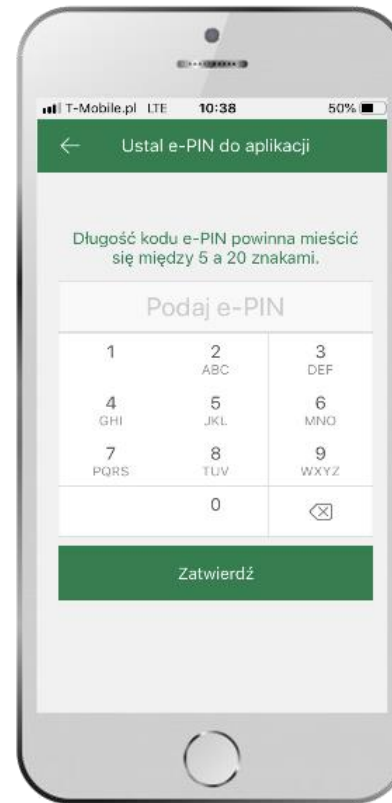 T-Mobile.pl LTE 10:38 50%
Ustal e-PIN do aplikacji
Długość kodu e-PIN powinna mieścić
się między 5 a 20 znakami.
Podaj e-PIN
1 2 3
ABC DEF
4 5 6
GHI JKL MNO
7 8 9
PQRS TUV WXYZ
0
Zatwierdź